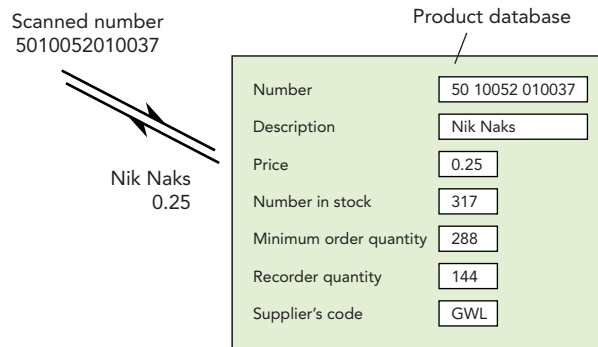 Scanned number
5010052010037
Product database
Nik Naks
0.25
Number 50 10052 010037
Description Nik Naks
Price 0.25
Number in stock 317
Minimum order quantity 288
Recorder quantity 144
Supplier's code GWL